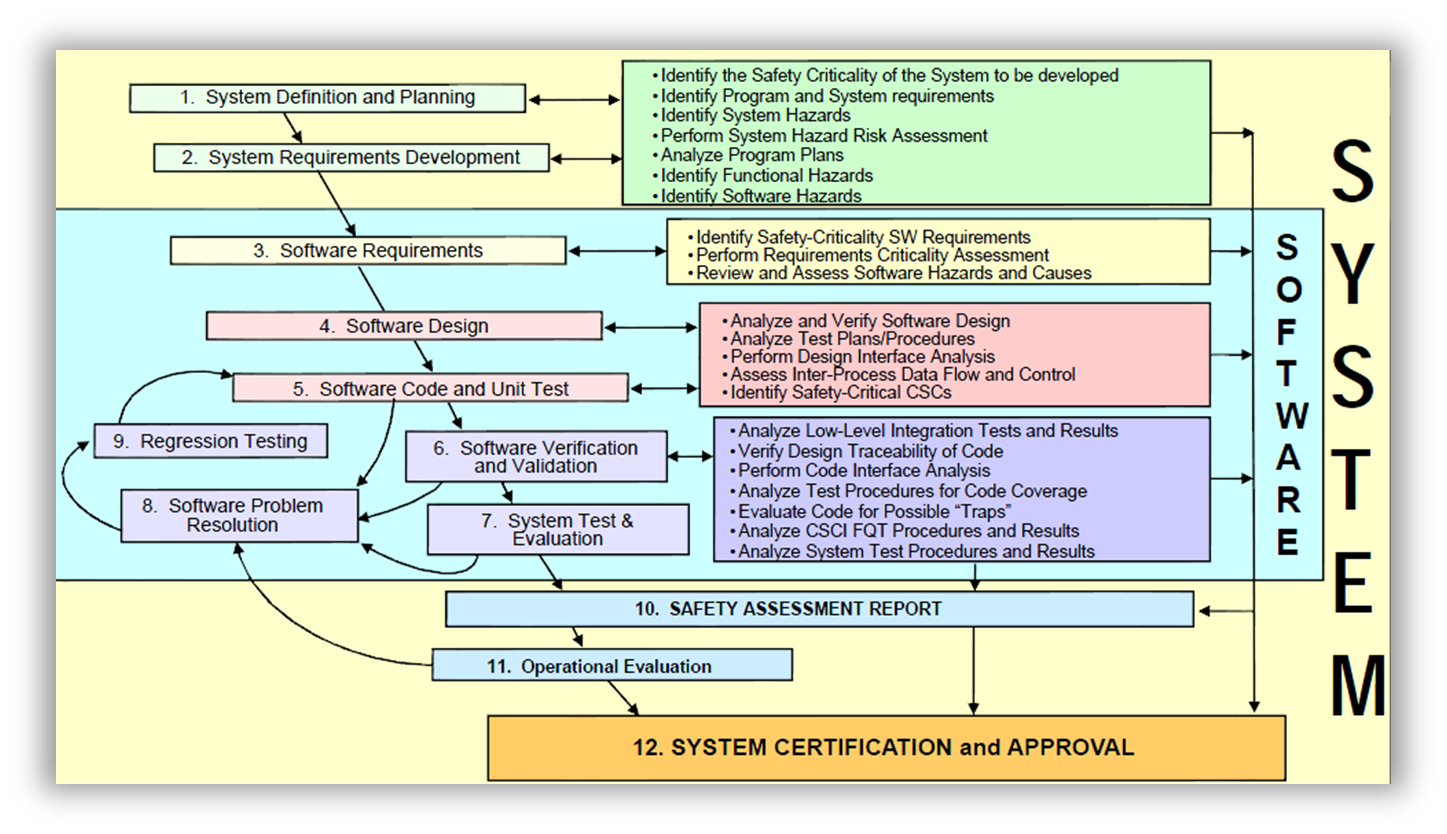 1. System Definition and Planning
2. System Requirements Development
•Identify the Safety Criticality of the System to be developed
•Identify Program and System requirements
•Identify System Hazards
•Perform System Hazard Risk Assessment
•Analyze Program Plans
•Identify Functional Hazards
•Identify Software Hazards
3. Software Requirements
•Identify Safety-Criticality SW Requirements
•Perform Requirements Criticality Assessment
•Review and Assess Software Hazards and Causes
4. Software Design
5. Software Code and Unit Test
•Analyze and Verify Software Design
•Analyze Test Plans/Procedures
•Perform Design Interface Analysis
•Assess Inter-Process Data Flow and Control
•Identify Safety-Critical CSCs
9. Regression Testing
6. Software Verification
and Validation
8. Software Problem
Resolution
7. System Test &
Evaluation
•Analyze Low-Level Integration Tests and Results
•Verify Design Traceability of Code
•Perform Code Interface Analysis
•Analyze Test Procedures for Code Coverage
•Evaluate Code for Possible “Traps”
•Analyze CSCI FQT Procedures and Results
•Analyze System Test Procedures and Results
10. SAFETY ASSESSMENT REPORT
11. Operational Evaluation
12. SYSTEM CERTIFICATION and APPROVAL
SOFTWARE
SYSTEM